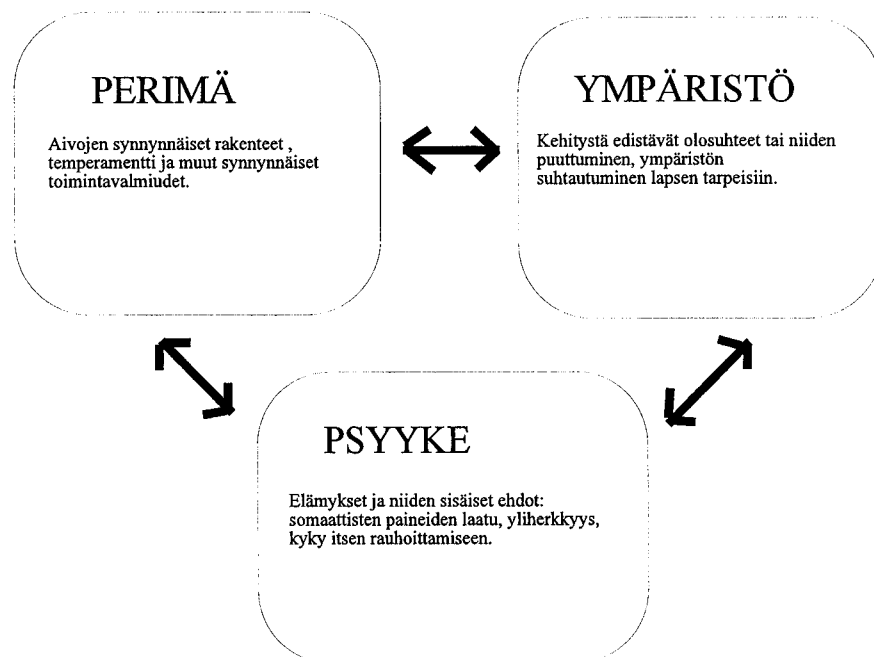 PERIMÄ
Aivojen synnynnäiset rakenteet ,
temperamentti ja muut synnynnäiset
toimintavalmiudet.
YMPÄRISTÖ
Kehitystä edistävät olosuhteet tai niiden
puuttuminen, ympäristön
suhtautuminen lapsen tarpeisiin.
PSYYKE
Elämykset ja niiden sisäiset ehdot:
somaattisten paineiden laatu, yliherkkyys,
kyky itsen rauhoittamiseen.